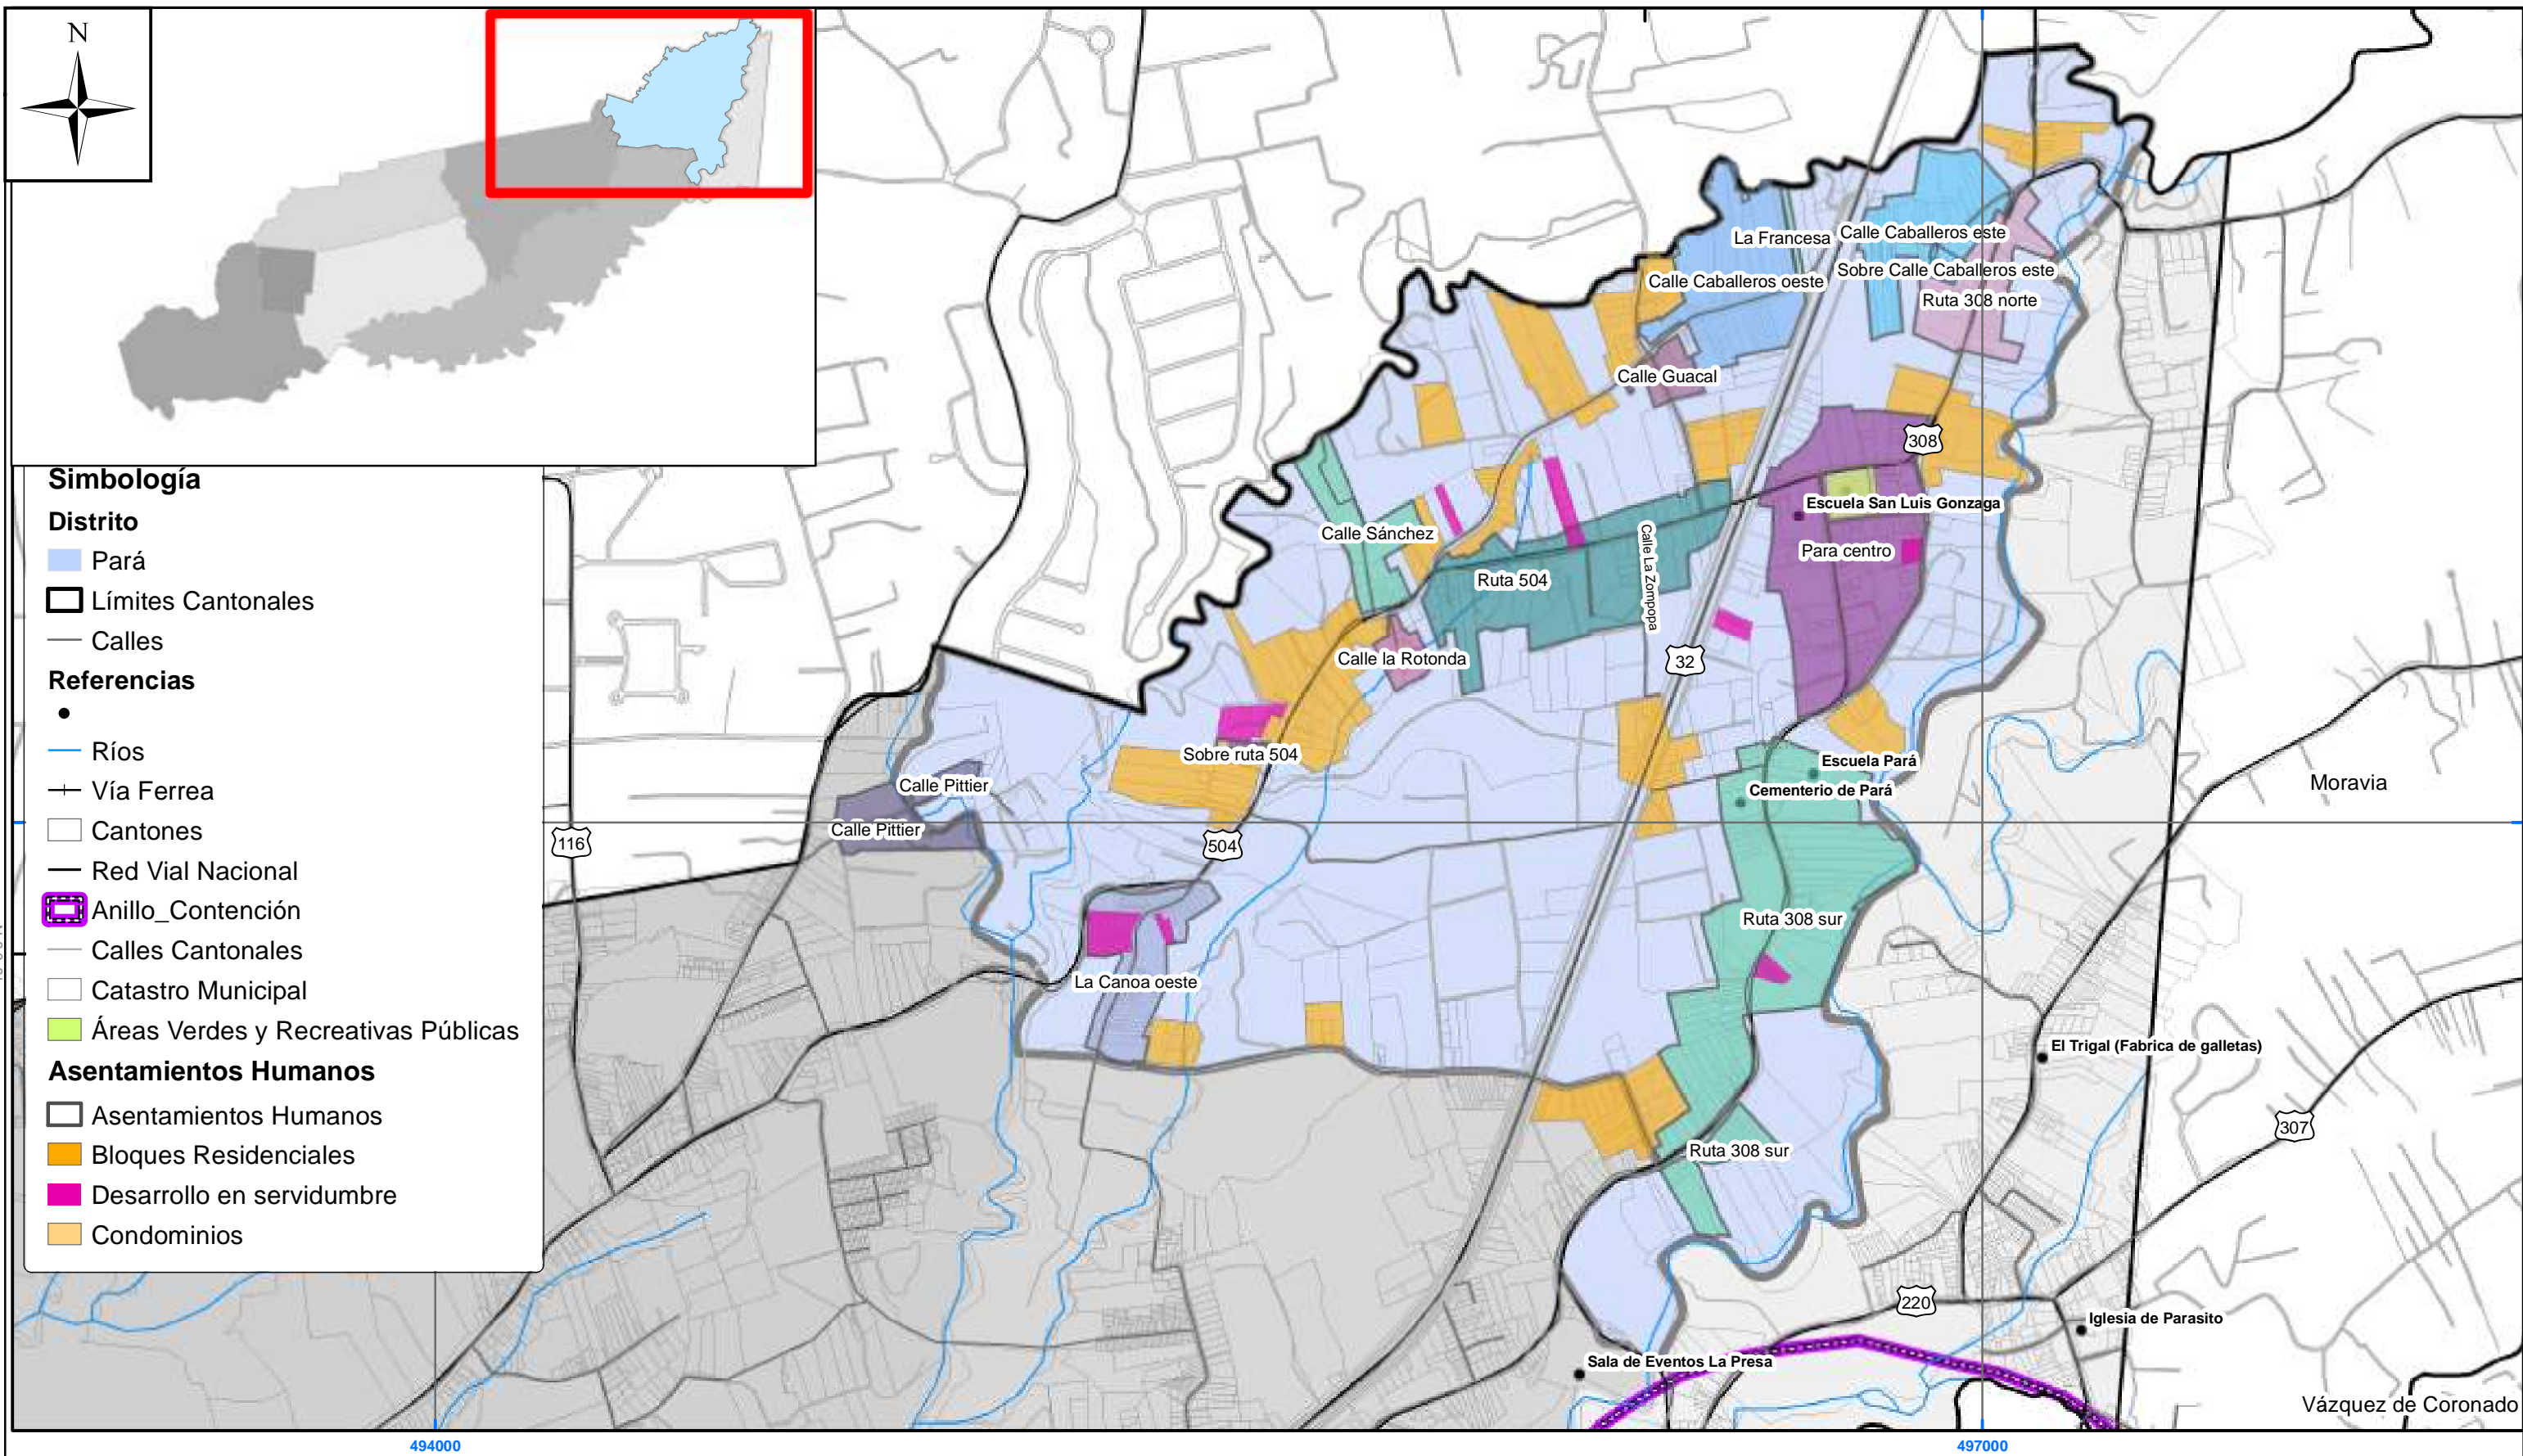 N
Simbología
Distrito
Pará
Límites Cantonales
Calles
Referencias
Ríos
Vía Ferrea
Cantones
Red Vial Nacional
Anillo_Contención
Calles Cantonales
Catastro Municipal
Áreas Verdes y Recreativas Públicas
Asentamientos Humanos
Asentamientos Humanos
Bloques Residenciales
Desarrollo en servidumbre
Condominios
La Francesa
Calle Caballeros este
Calle Caballeros oeste
Sobre Calle Caballeros este
Ruta 308 norte
Calle Guacal
308
Escuela San Luis Gonzaga
Calle Sánchez
Para centro
Ruta 504
Calle La Zompopa
Calle la Rotonda
32
Sobre ruta 504
Escuela Pará
Calle Pittier
Cementerio de Pará
Moravia
Calle Pittier
116
504
Ruta 308 sur
La Canoa oeste
El Trigal (Fabrica de galletas)
307
Ruta 308 sur
220
Iglesia de Parasito
Sala de Eventos La Presa
Vázquez de Coronado
494000
497000